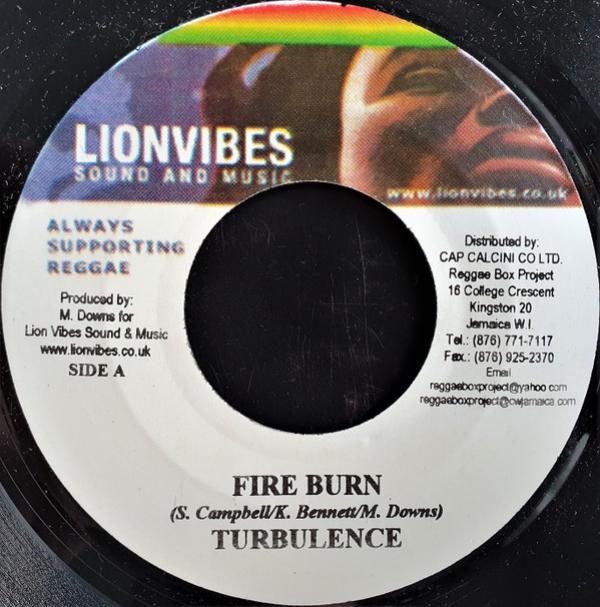 LIONVIBES
SOUND AND MUSIC
www.lionvibes.co.uk
ALWAYS
SUPPORTING
REGGAE
Produced by:
M. Downs for
Lion Vibes Sound & Music
www.lionvibes.co.uk
SIDE A
Distributed by:
CAP CALCINI CO LTD.
Reggae Box Project
16 College Crescent
Kingston 20
Jamaica W.I.
Tel.: (876) 771-7117
Fax.: (876) 925-2370
Email.
reggaeboxproject@yahoo.com
reggaeboxproject@cwjamaica.com
FIRE BURN
(S. Campbell/K. Bennett/M. Downs)
TURBULENCE